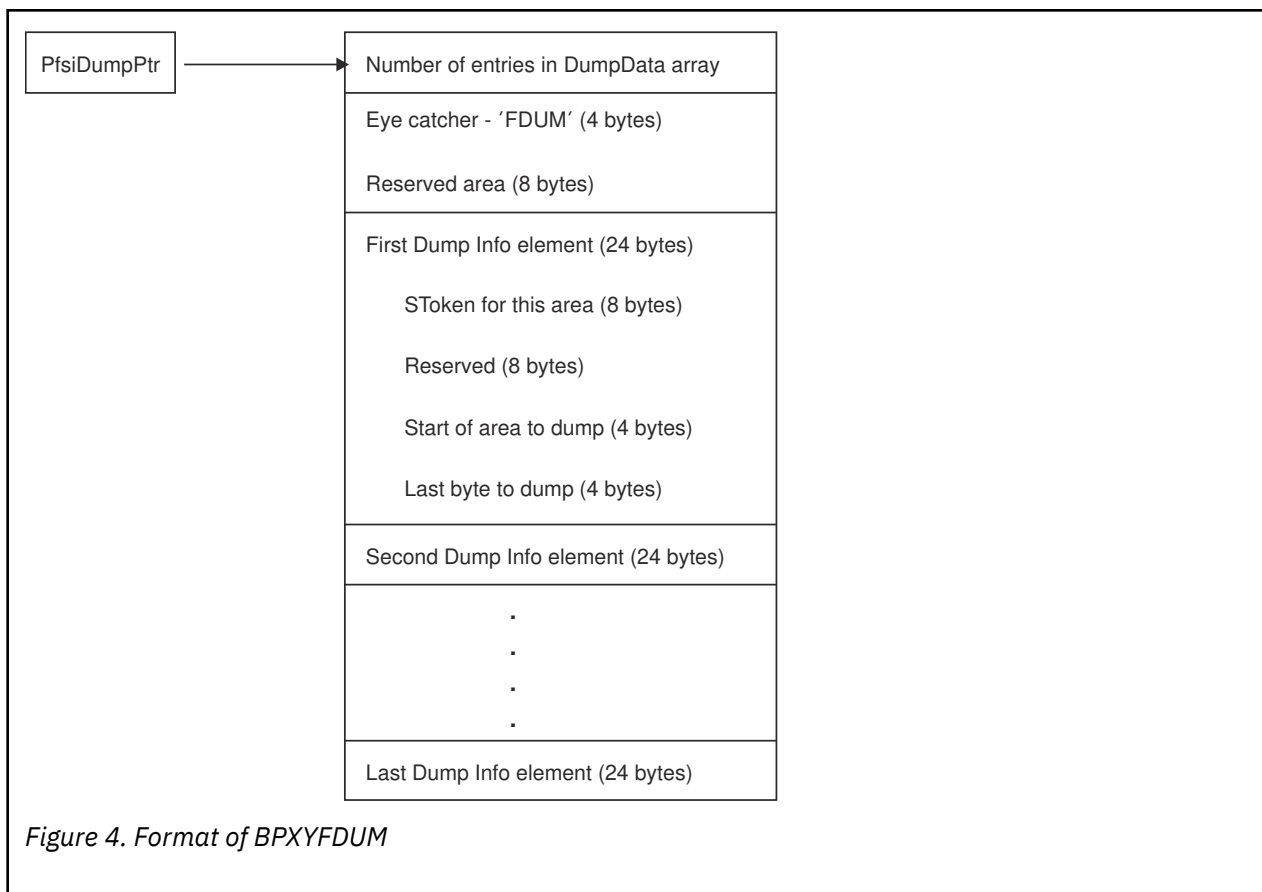 PfsiDumpPtr
Number of entries in DumpData array
Eye catcher - ´FDUM´ (4 bytes)
Reserved area (8 bytes)
First Dump Info element (24 bytes)
SToken for this area (8 bytes)
Reserved (8 bytes)
Start of area to dump (4 bytes)
Last byte to dump (4 bytes)
Second Dump Info element (24 bytes)
.
.
.
.
Last Dump Info element (24 bytes)
Figure 4. Format of BPXYFDUM